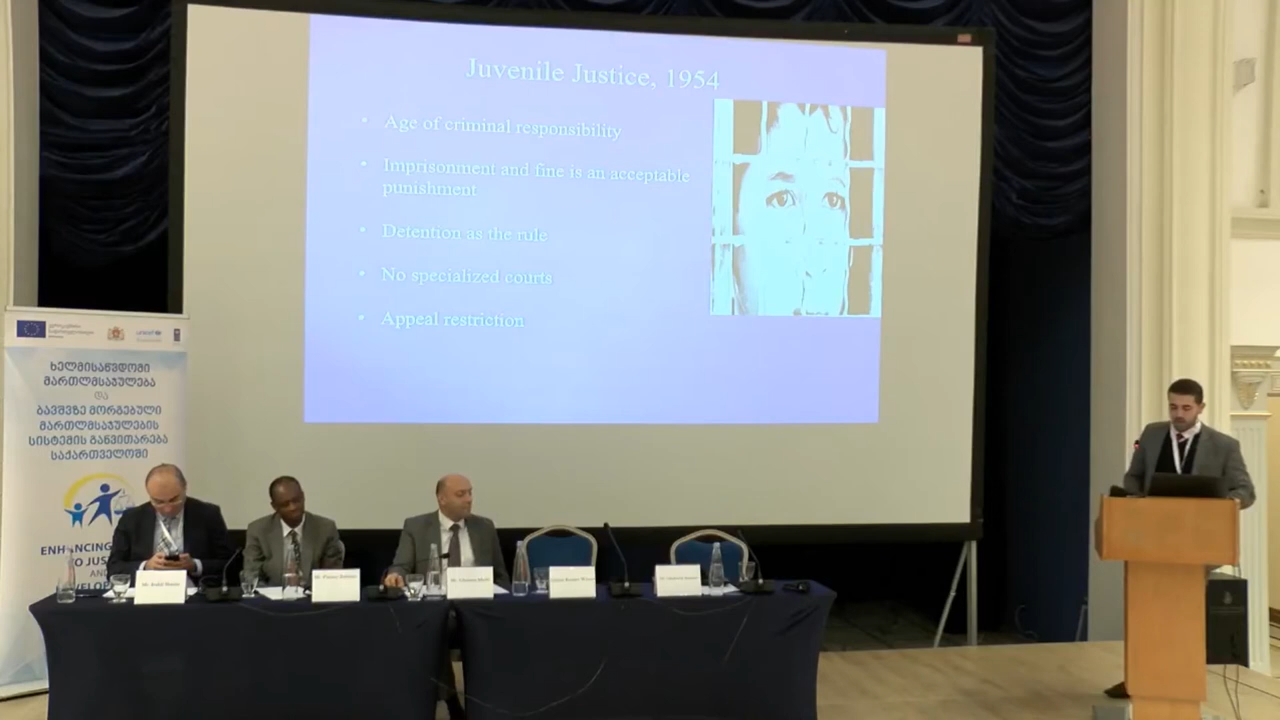 Juvenile Justice, 1954
• Age of criminal responsibility
• Imprisonment and fine is an acceptable
punishment
• Detention as the rule
• No specialized courts
• Appeal restriction
unicef
ᲮᲔᲚᲛᲘᲡᲐᲬᲕᲓᲝᲛᲘ
ᲛᲐᲠᲗᲚᲛᲡᲐᲯᲣᲚᲔᲑᲐ
ᲓᲐ
ᲑᲐᲕᲨᲕᲖᲔ ᲛᲝᲠᲒᲔᲑᲣᲚᲘ
ᲛᲐᲠᲗᲚᲛᲡᲐᲯᲣᲚᲔᲑᲘᲡ
ᲡᲘᲡᲢᲔᲛᲘᲡ ᲒᲐᲜᲕᲘᲗᲐᲠᲔᲑᲐ
ᲡᲐᲥᲐᲠᲗᲕᲔᲚᲝᲨᲘ
ENHANCING